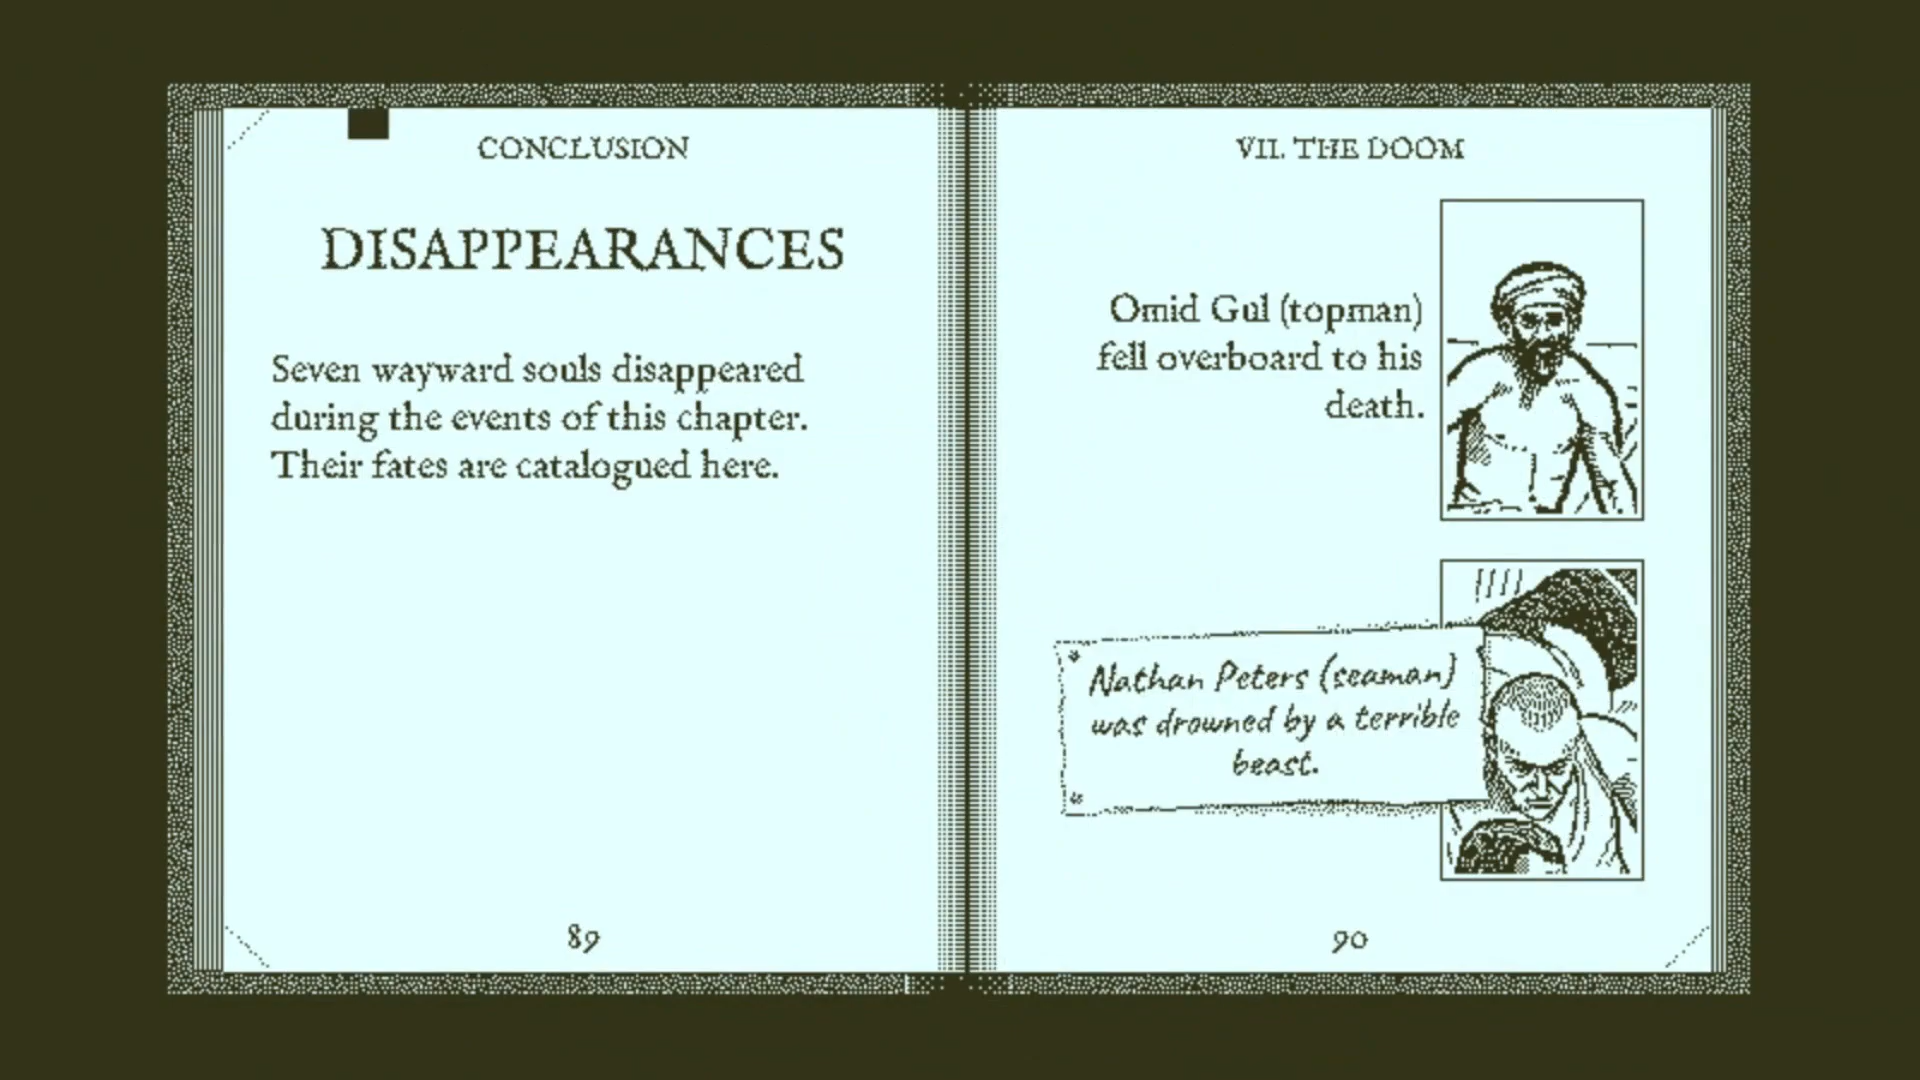 CONCLUSION
DISAPPEARANCES
Seven wayward souls disappeared
during the events of this chapter.
Their fates are catalogued here.
89
VII. THE DOOM
Omid Gul (topman)
fell overboard to his
death.
Nathan Peters (seaman)
was drowned by a terrible
beast.
90